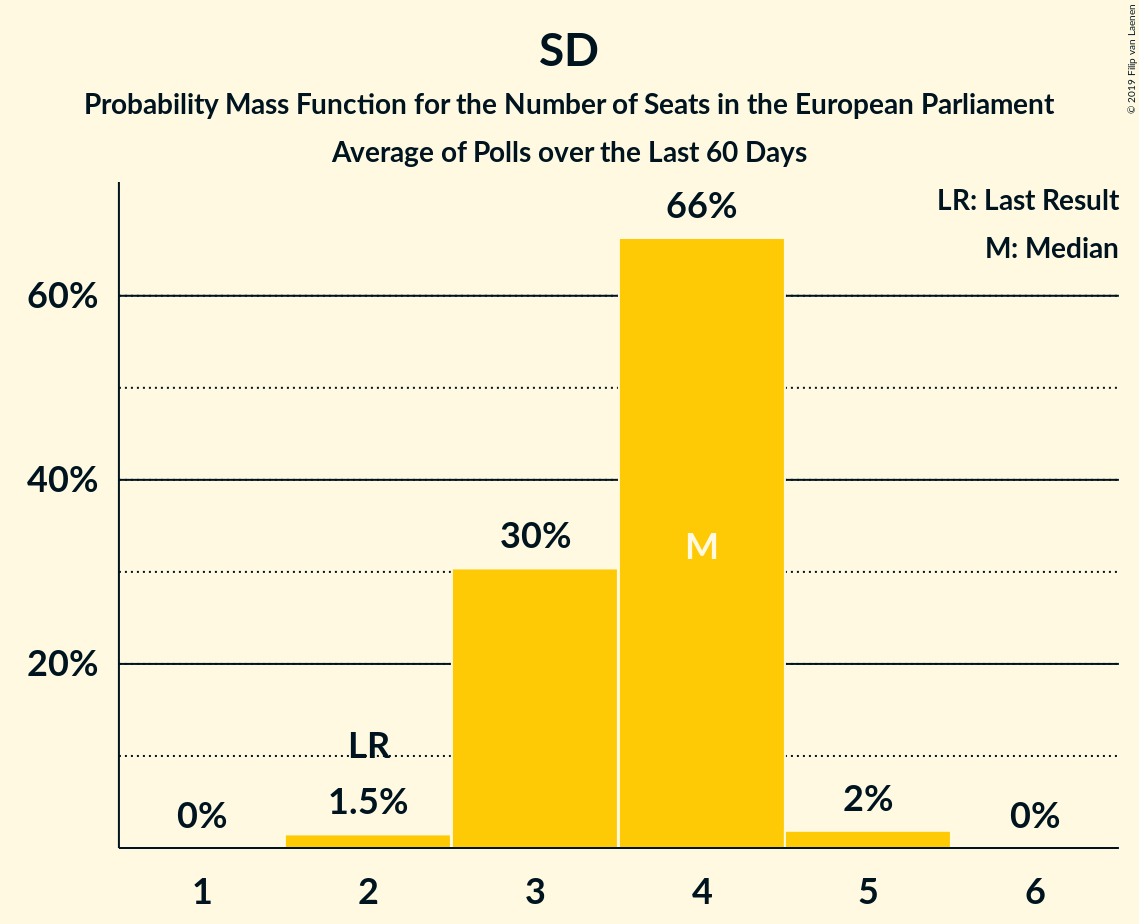 SD
Probability Mass Function for the Number of Seats in the European Parliament
Average of Polls over the Last 60 Days
© 2019 Filip van Laenen
LR: Last Result
M: Median
66%
60%
40%
30%
M
20%
LR
1.5%
2%
0%
0%
1 2 3 4 5 6